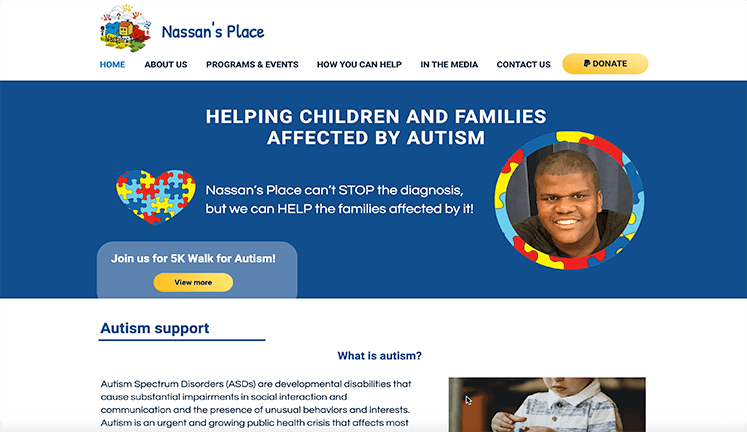 Nassan's Place
HOME ABOUT US PROGRAMS & EVENTS HOW YOU CAN HELP IN THE MEDIA CONTACT US DONATE
HELPING CHILDREN AND FAMILIES
AFFECTED BY AUTISM
Nassan's Place can't STOP the diagnosis,
but we can HELP the families affected by it!
Join us for 5K Walk for Autism!
View more
Autism support
What is autism?
Autism Spectrum Disorders (ASDs) are developmental disabilities that
cause substantial impairments in social interaction and
communication and the presence of unusual behaviors and interests.
Autism is an urgent and growing public health crisis that affects most